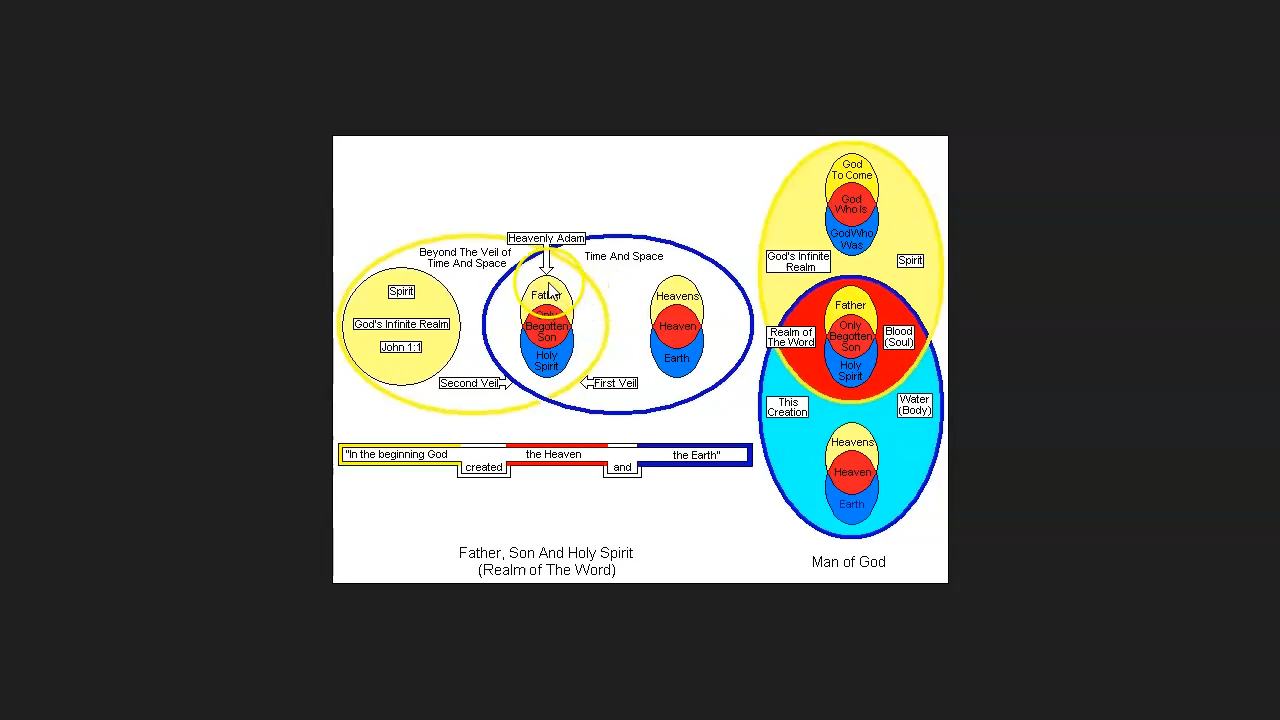 Heavenly Adam
Beyond The Veil of
Time And Space
Time And Space
Spirit
God's Infinite Realm
John 1:1
Father
Only
Begotten
Son
Holy
Spirit
Heavens
Heaven
Earth
Second Veil
First Veil
"In the beginning God
created
the Heaven
and
the Earth"
Father, Son And Holy Spirit
(Realm of The Word)
God
To Come
God
Who Is
God Who
Was
God's Infinite
Realm
Spirit
Father
Only
Begotten
Son
Holy
Spirit
Realm of
The Word
Blood
(Soul)
This
Creation
Water
(Body)
Heavens
Heaven
Earth
Man of God